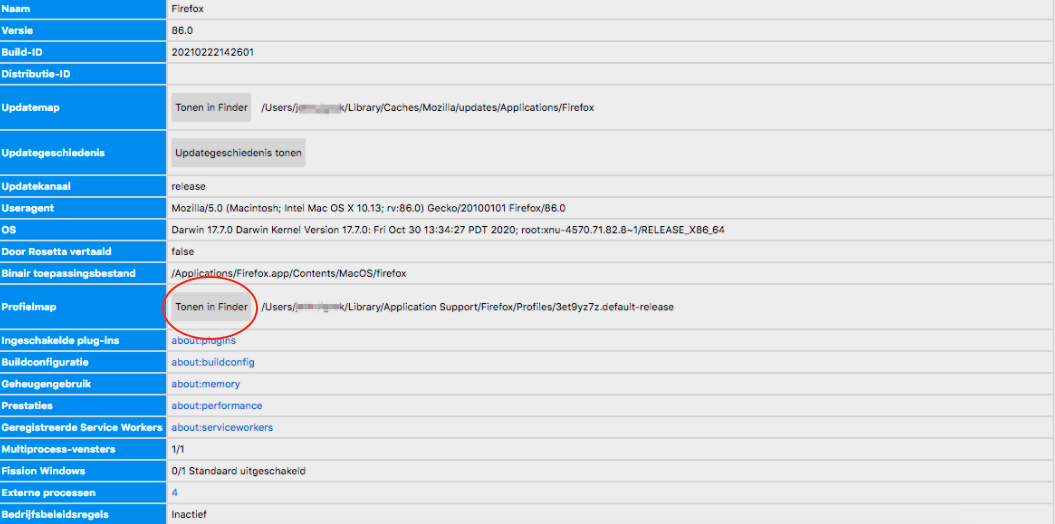 Naam Firefox
Versie 86.0
Build-ID 20210222142601
Distributie-ID
Updatemap Tonen in Finder /Users/j k/Library/Caches/Mozilla/updates/Applications/Firefox
Updategeschiedenis Updategeschiedenis tonen
Updatekanaal release
Useragent Mozilla/5.0 (Macintosh; Intel Mac OS X 10.13; rv:86.0) Gecko/20100101 Firefox/86.0
OS Darwin 17.7.0 Darwin Kernel Version 17.7.0: Fri Oct 30 13:34:27 PDT 2020; root:xnu-4570.71.82.8~1/RELEASE_X86_64
Door Rosetta vertaald false
Binair toepassingsbestand /Applications/Firefox.app/Contents/MacOS/firefox
Profielmap Tonen in Finder /Users/j k/Library/Application Support/Firefox/Profiles/3et9yz7z.default-release
Ingeschakelde plug-ins about:plugins
Buildconfiguratie about:buildconfig
Geheugengebruik about:memory
Prestaties about:performance
Geregistreerde Service Workers about:serviceworkers
Multiprocess-vensters 1/1
Fission Windows 0/1 Standaard uitgeschakeld
Externe processen 4
Bedrijfsbeleidsregels Inactief